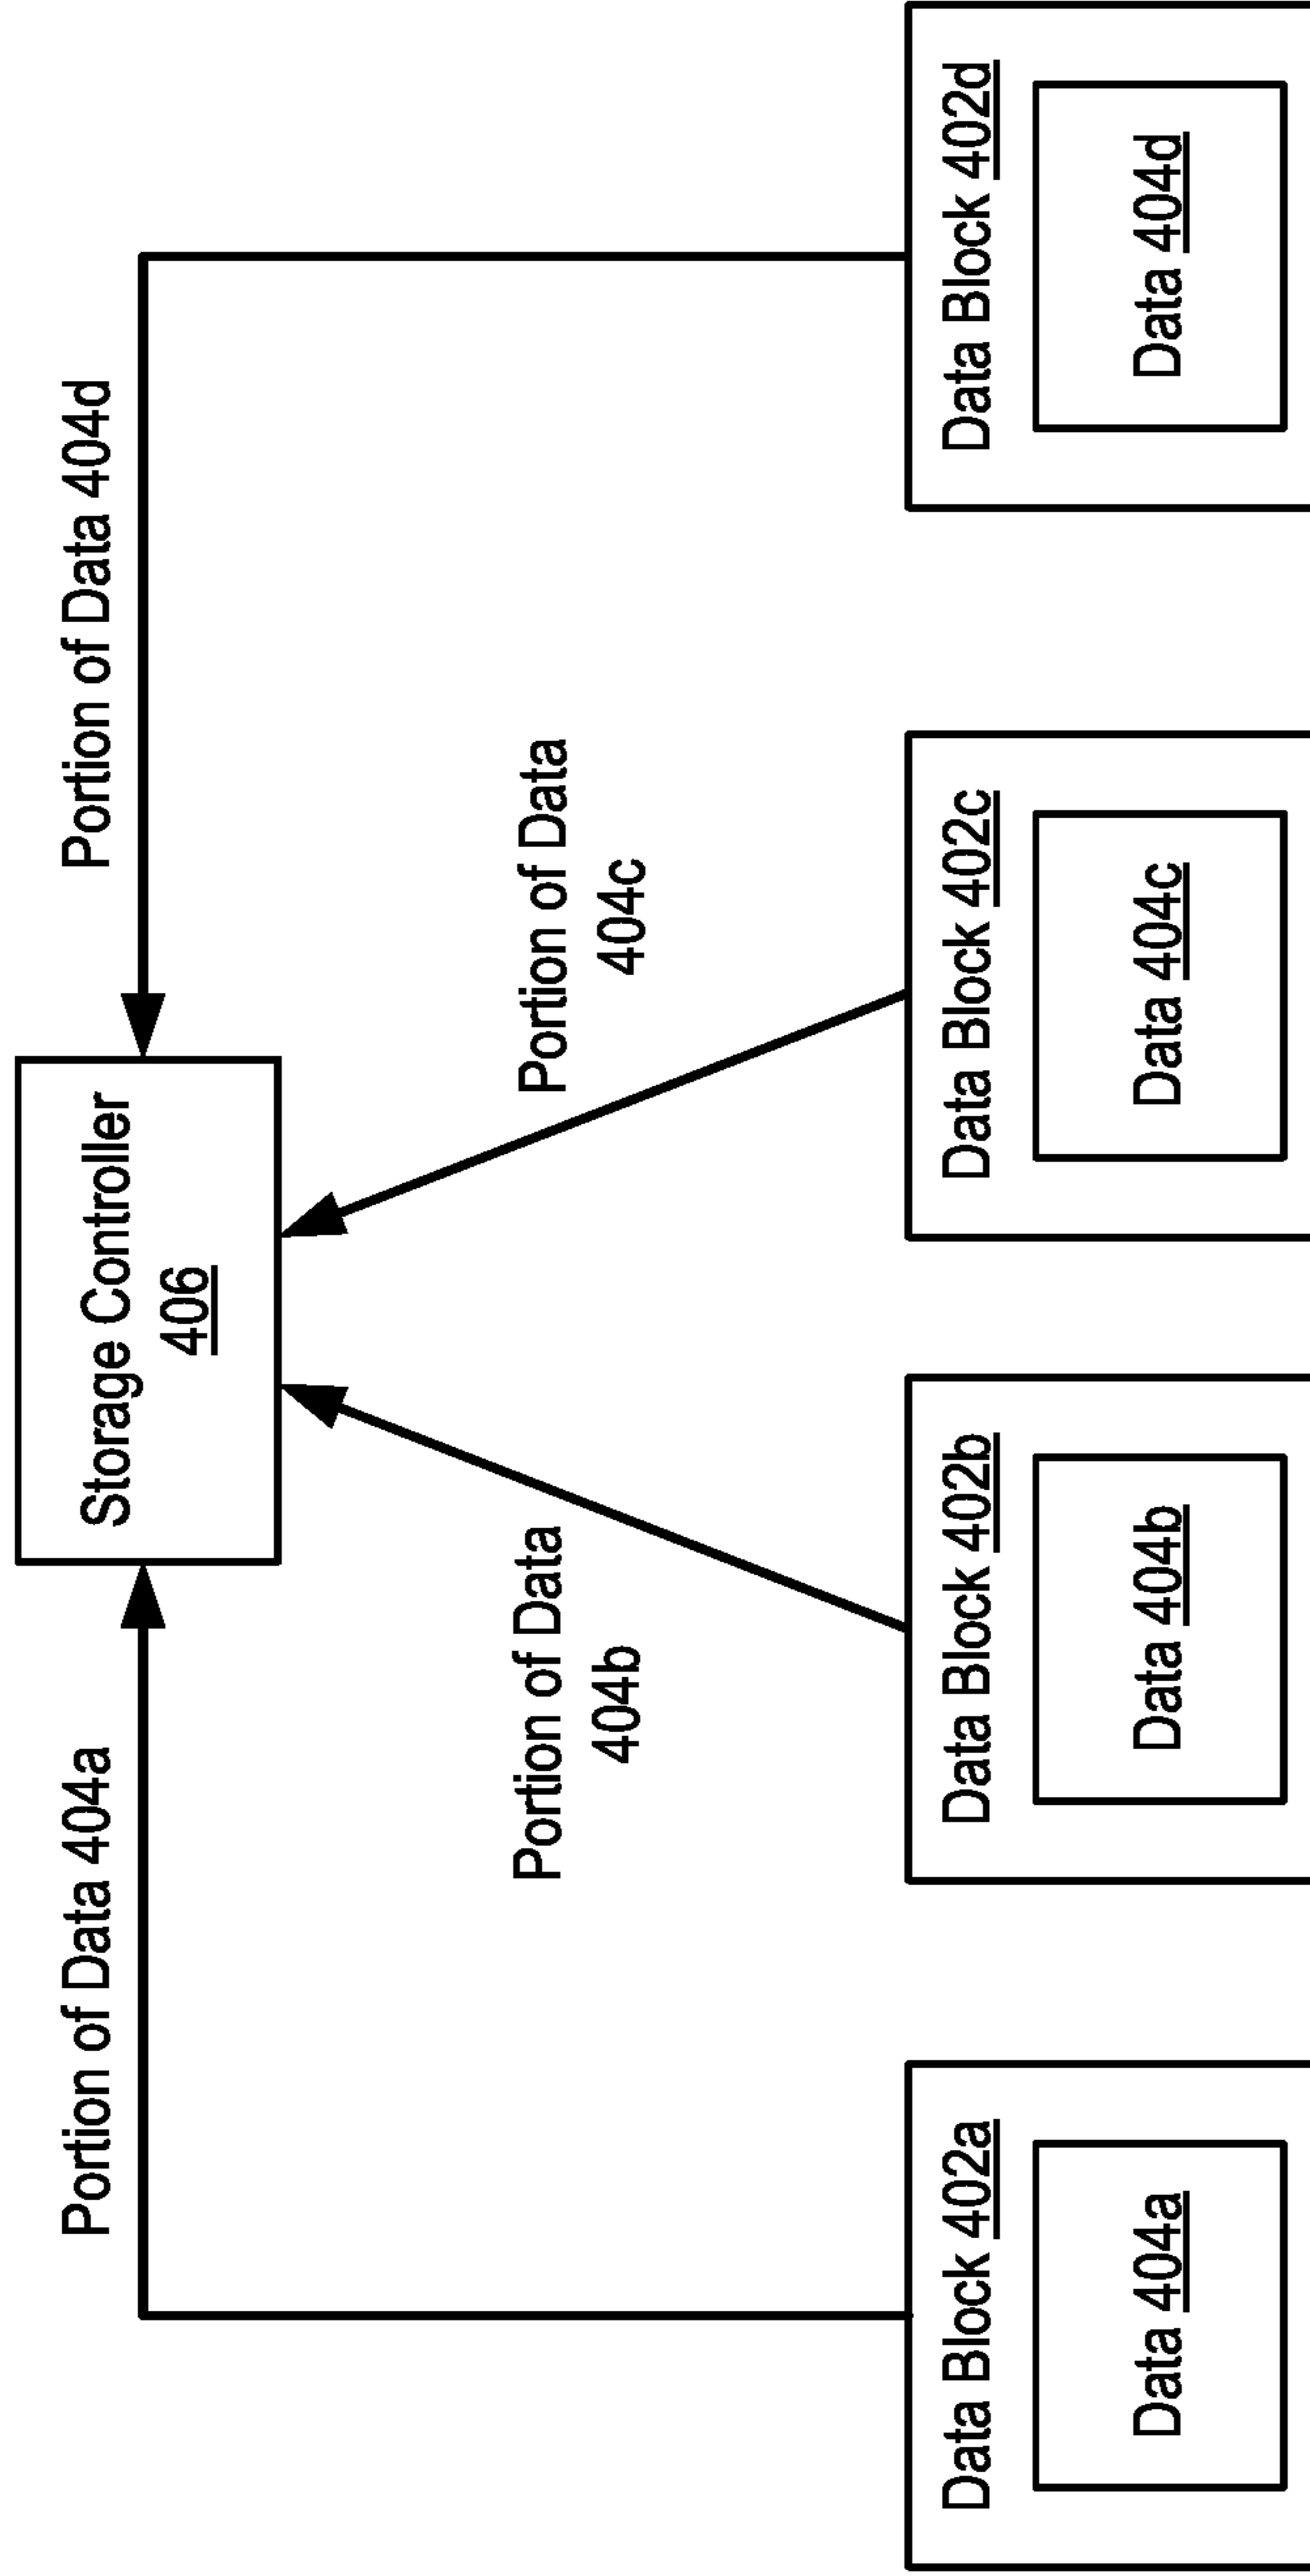 Portion of Data 404a
Storage Controller
406
Portion of Data 404d
Portion of Data
404b
Portion of Data
404c
Data Block 402a
Data 404a
Data Block 402b
Data 404b
Data Block 402c
Data 404c
Data Block 402d
Data 404d